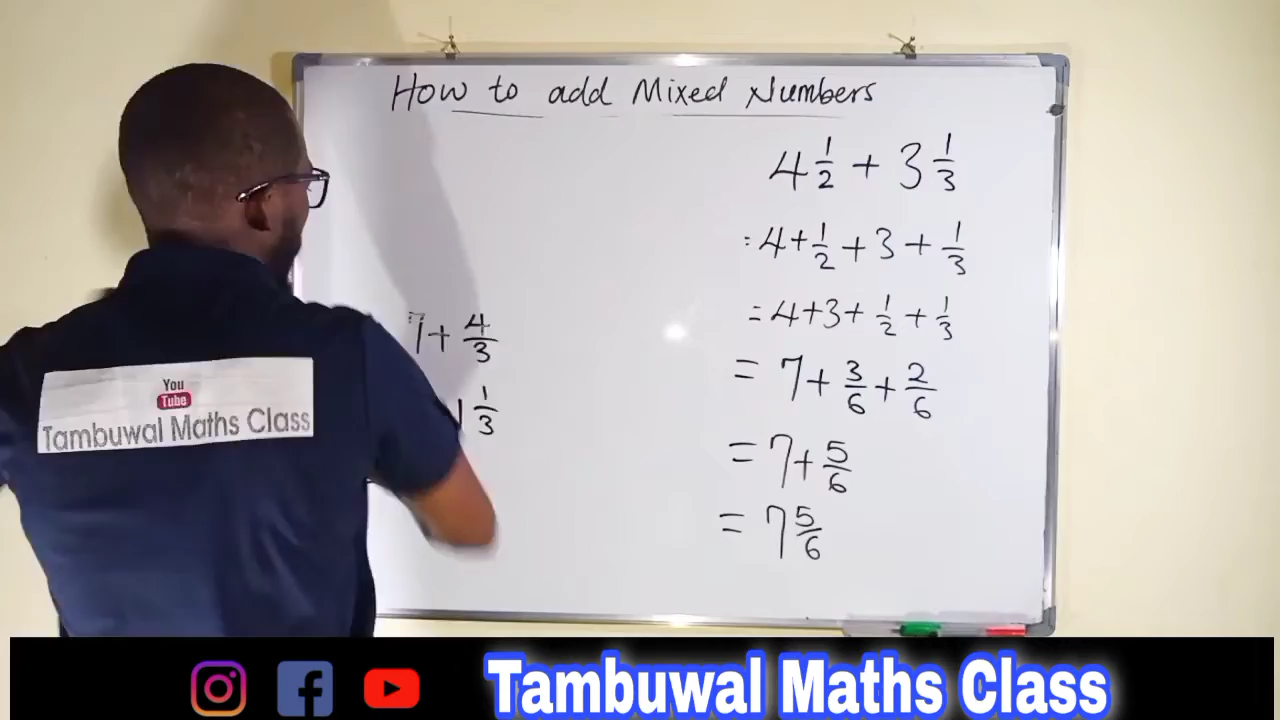 How to add Mixed Numbers
7 + 4/3
1 1/3
4 1/2 + 3 1/3
= 4 + 1/2 + 3 + 1/3
= 4 + 3 + 1/2 + 1/3
= 7 + 3/6 + 2/6
= 7 + 5/6
= 7 5/6
You
Tube
Tambuwal Maths Class
Tambuwal Maths Class